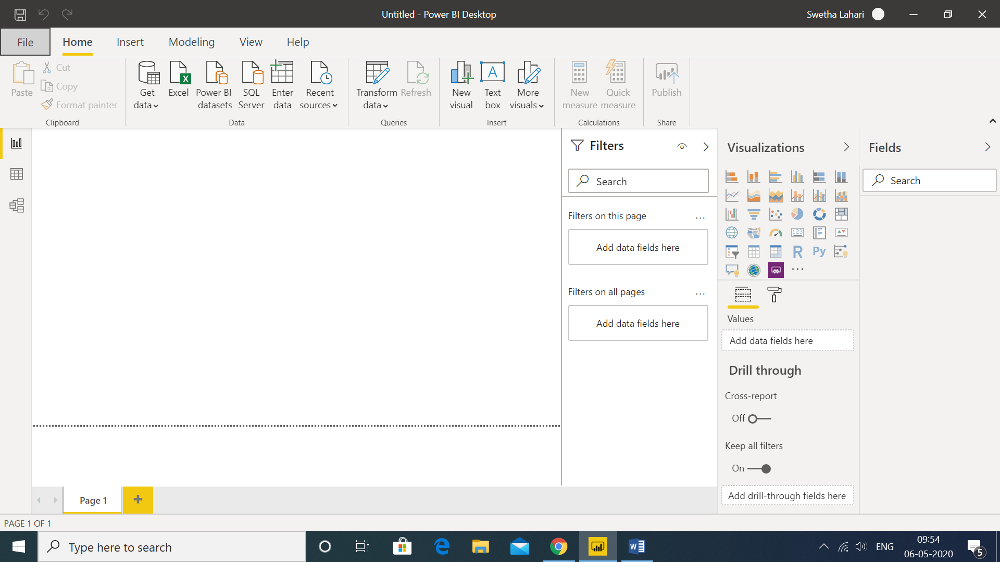 Untitled - Power BI Desktop
Swetha Lahari
File
Home
Insert
Modeling
View
Help
Paste
Cut
Copy
Format painter
Clipboard
Get
data
Excel
Power BI
datasets
SQL
Server
Enter
data
Recent
sources
Data
Transform
data
Refresh
Queries
New
visual
A
Text
box
More
visuals
Insert
New
measure
Quick
measure
Calculations
Publish
Share
Filters
Search
Filters on this page
...
Add data fields here
Filters on all pages
...
Add data fields here
Visualizations
123
R
Py
...
Values
Add data fields here
Drill through
Cross-report
Off
Keep all filters
On
Add drill-through fields here
Fields
Search
Page 1
PAGE 1 OF 1
Type here to search
ENG
09:54
06-05-2020
5